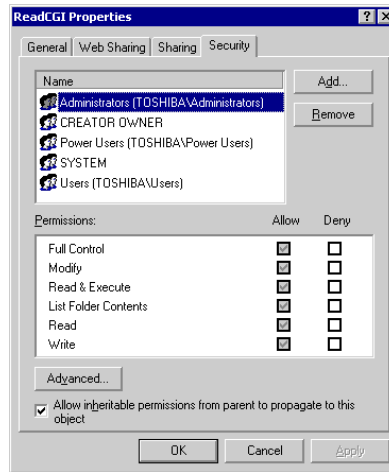 ReadCGI Properties
General Web Sharing Sharing Security
Name
Administrators (TOSHIBA\Administrators)
CREATOR OWNER
Power Users (TOSHIBA\Power Users)
SYSTEM
Users (TOSHIBA\Users)
Add...
Remove
Permissions: Allow Deny
Full Control
Modify
Read & Execute
List Folder Contents
Read
Write
Advanced...
Allow inheritable permissions from parent to propagate to this
object
OK Cancel Apply